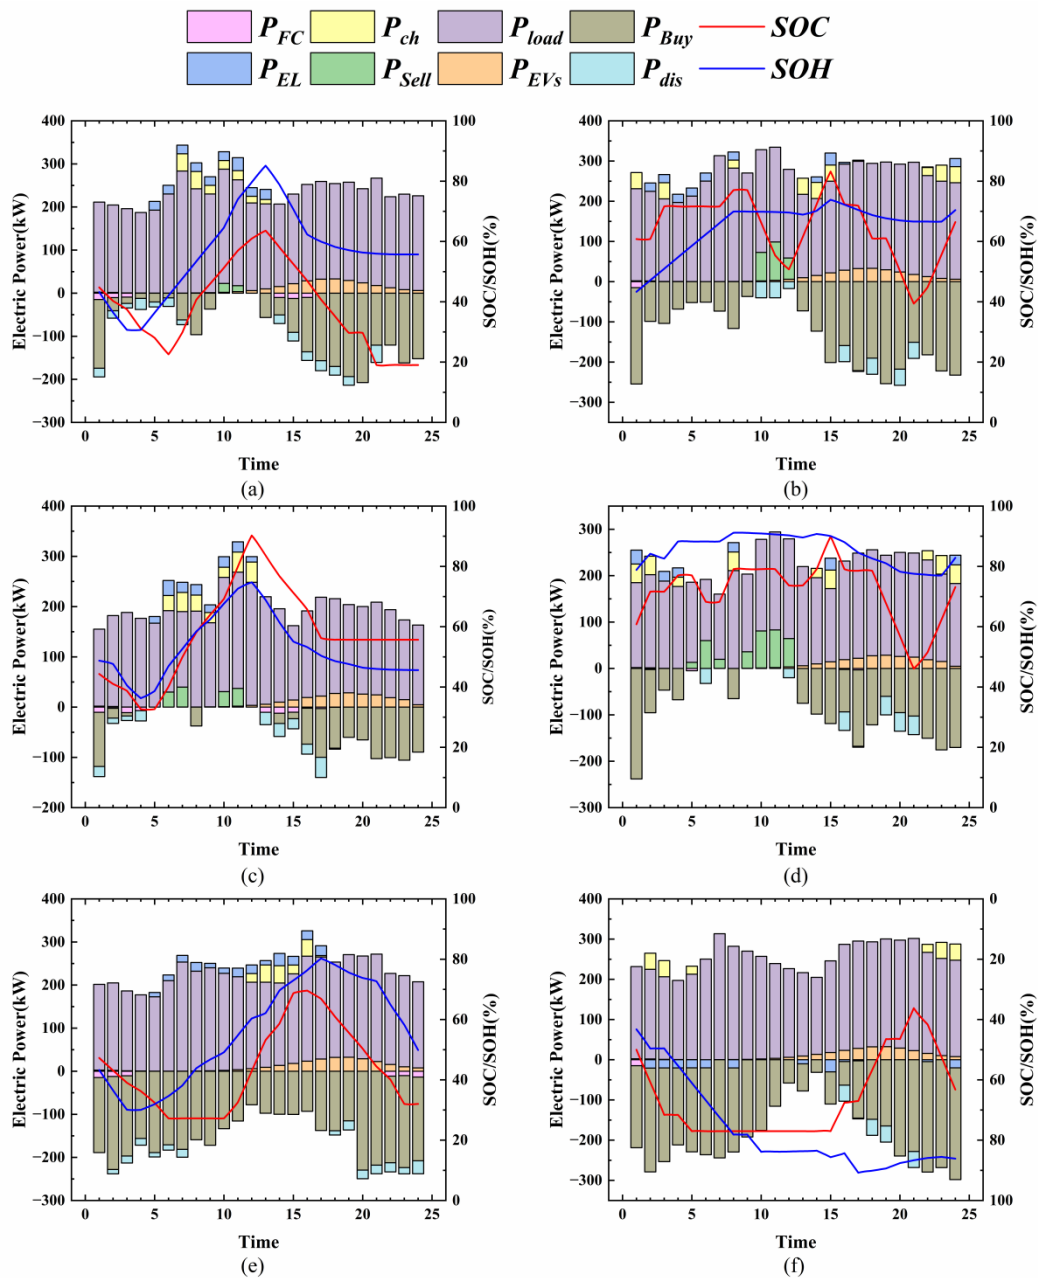 P_FC P_ch P_load P_Buy SOC
P_EL P_Sell P_EVs P_dis SOH
400
300
200
100
0
−100
−200
−300
Electric Power(kW)
100
80
60
40
20
0
SOC/SOH(%)
0 5 10 15 20 25
Time
(a)
400
300
200
100
0
−100
−200
−300
Electric Power(kW)
100
80
60
40
20
0
SOC/SOH(%)
0 5 10 15 20 25
Time
(b)
400
300
200
100
0
−100
−200
Electric Power(kW)
100
80
60
40
20
0
SOC/SOH(%)
0 5 10 15 20 25
Time
(c)
300
200
100
0
−100
−200
−300
Electric Power(kW)
100
80
60
40
20
0
SOC/SOH(%)
0 5 10 15 20 25
Time
(d)
400
300
200
100
0
−100
−200
−300
Electric Power(kW)
100
80
60
40
20
0
SOC/SOH(%)
0 5 10 15 20 25
Time
(e)
400
300
200
100
0
−100
−200
−300
Electric Power(kW)
0
20
40
60
80
100
SOC/SOH(%)
0 5 10 15 20 25
Time
(f)